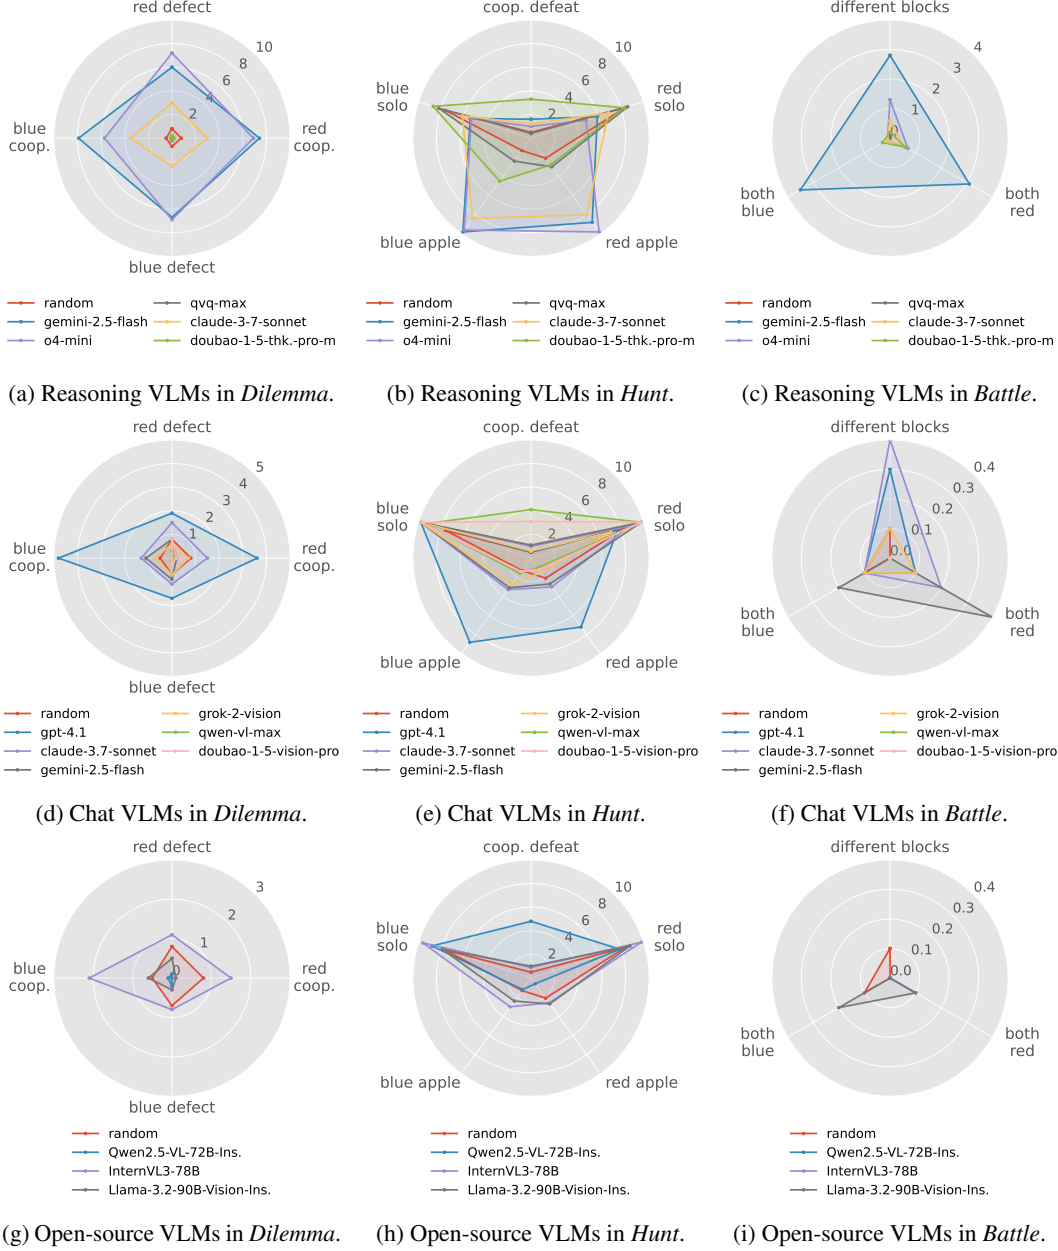 red defect
10
8
6
4
2
blue
coop.
red
coop.
blue defect
random
gemini-2.5-flash
o4-mini
qvq-max
claude-3-7-sonnet
doubao-1-5-thk.-pro-m
(a) Reasoning VLMs in Dilemma.
coop. defeat
10
8
6
4
2
blue
solo
red
solo
blue apple
red apple
random
gemini-2.5-flash
o4-mini
qvq-max
claude-3-7-sonnet
doubao-1-5-thk.-pro-m
(b) Reasoning VLMs in Hunt.
different blocks
4
3
2
1
0
both
blue
both
red
random
gemini-2.5-flash
o4-mini
qvq-max
claude-3-7-sonnet
doubao-1-5-thk.-pro-m
(c) Reasoning VLMs in Battle.
red defect
5
4
3
2
1
blue
coop.
red
coop.
blue defect
random
gpt-4.1
claude-3.7-sonnet
gemini-2.5-flash
grok-2-vision
qwen-vl-max
doubao-1-5-vision-pro
(d) Chat VLMs in Dilemma.
coop. defeat
10
8
6
4
2
blue
solo
red
solo
blue apple
red apple
random
gpt-4.1
claude-3.7-sonnet
gemini-2.5-flash
grok-2-vision
qwen-vl-max
doubao-1-5-vision-pro
(e) Chat VLMs in Hunt.
different blocks
0.4
0.3
0.2
0.1
0.0
both
blue
both
red
random
gpt-4.1
claude-3.7-sonnet
gemini-2.5-flash
grok-2-vision
qwen-vl-max
doubao-1-5-vision-pro
(f) Chat VLMs in Battle.
red defect
3
2
1
0
blue
coop.
red
coop.
blue defect
random
Qwen2.5-VL-72B-Ins.
InternVL3-78B
Llama-3.2-90B-Vision-Ins.
(g) Open-source VLMs in Dilemma.
coop. defeat
10
8
6
4
2
blue
solo
red
solo
blue apple
red apple
random
Qwen2.5-VL-72B-Ins.
InternVL3-78B
Llama-3.2-90B-Vision-Ins.
(h) Open-source VLMs in Hunt.
different blocks
0.4
0.3
0.2
0.1
0.0
both
blue
both
red
random
Qwen2.5-VL-72B-Ins.
InternVL3-78B
Llama-3.2-90B-Vision-Ins.
(i) Open-source VLMs in Battle.